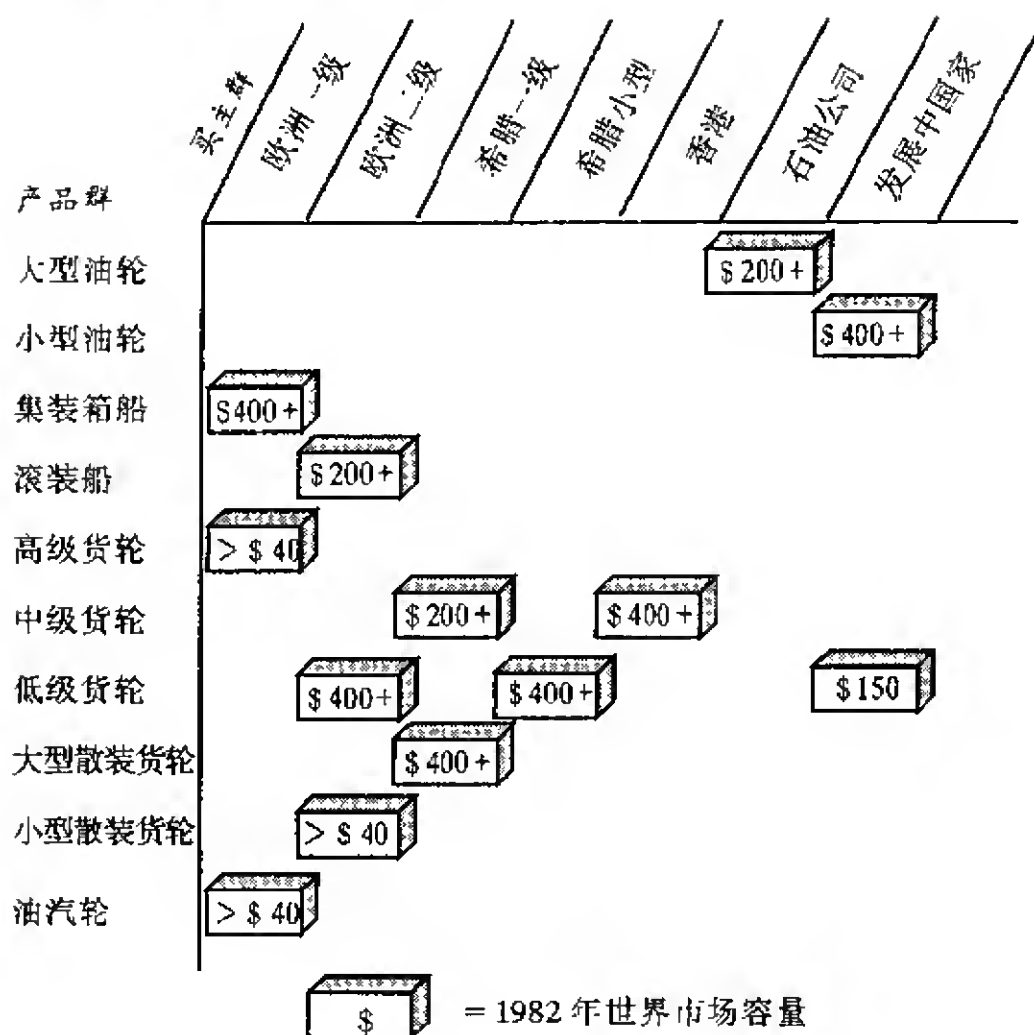 买主群 欧洲一级 欧洲二级 希腊一级 希腊小型 香港 石油公司 发展中国家
产品群
大型油轮 $200+
小型油轮 $400+
集装箱船 $400+
滚装船 $200+
高级货轮 >$40
中级货轮 $200+ $400+
低级货轮 $400+ $400+ $150
大型散装货轮 $400+
小型散装货轮 >$40
油汽轮 >$40
$ =1982年世界市场容量